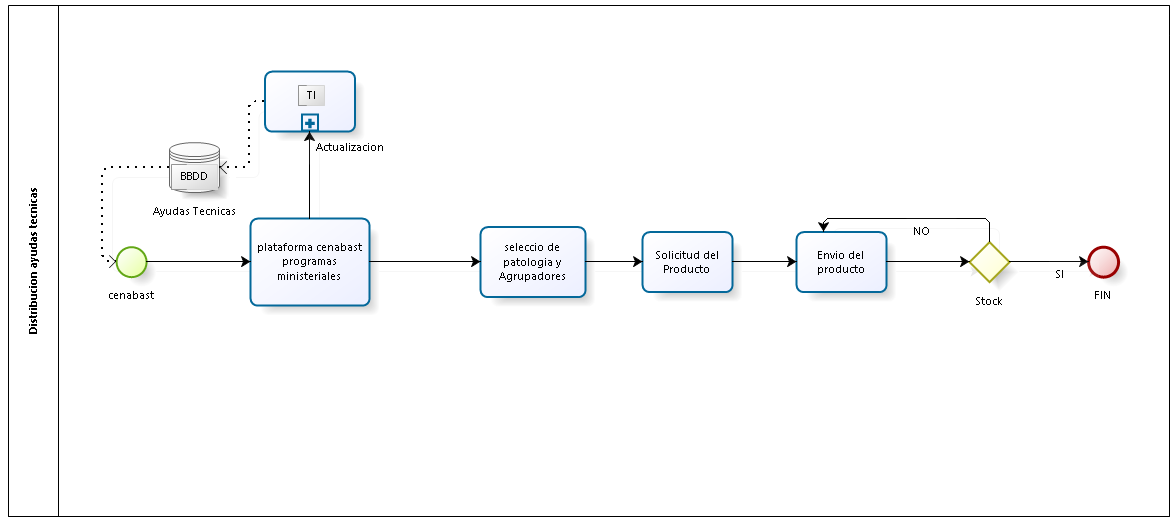 Distribucion ayudas tecnicas
TI
Actualizacion
BBDD
Ayudas Tecnicas
cenabast
plataforma cenabast
programas
ministeriales
seleccio de
patologia y
Agrupadores
Solicitud del
Producto
Envio del
producto
NO
Stock
SI
FIN